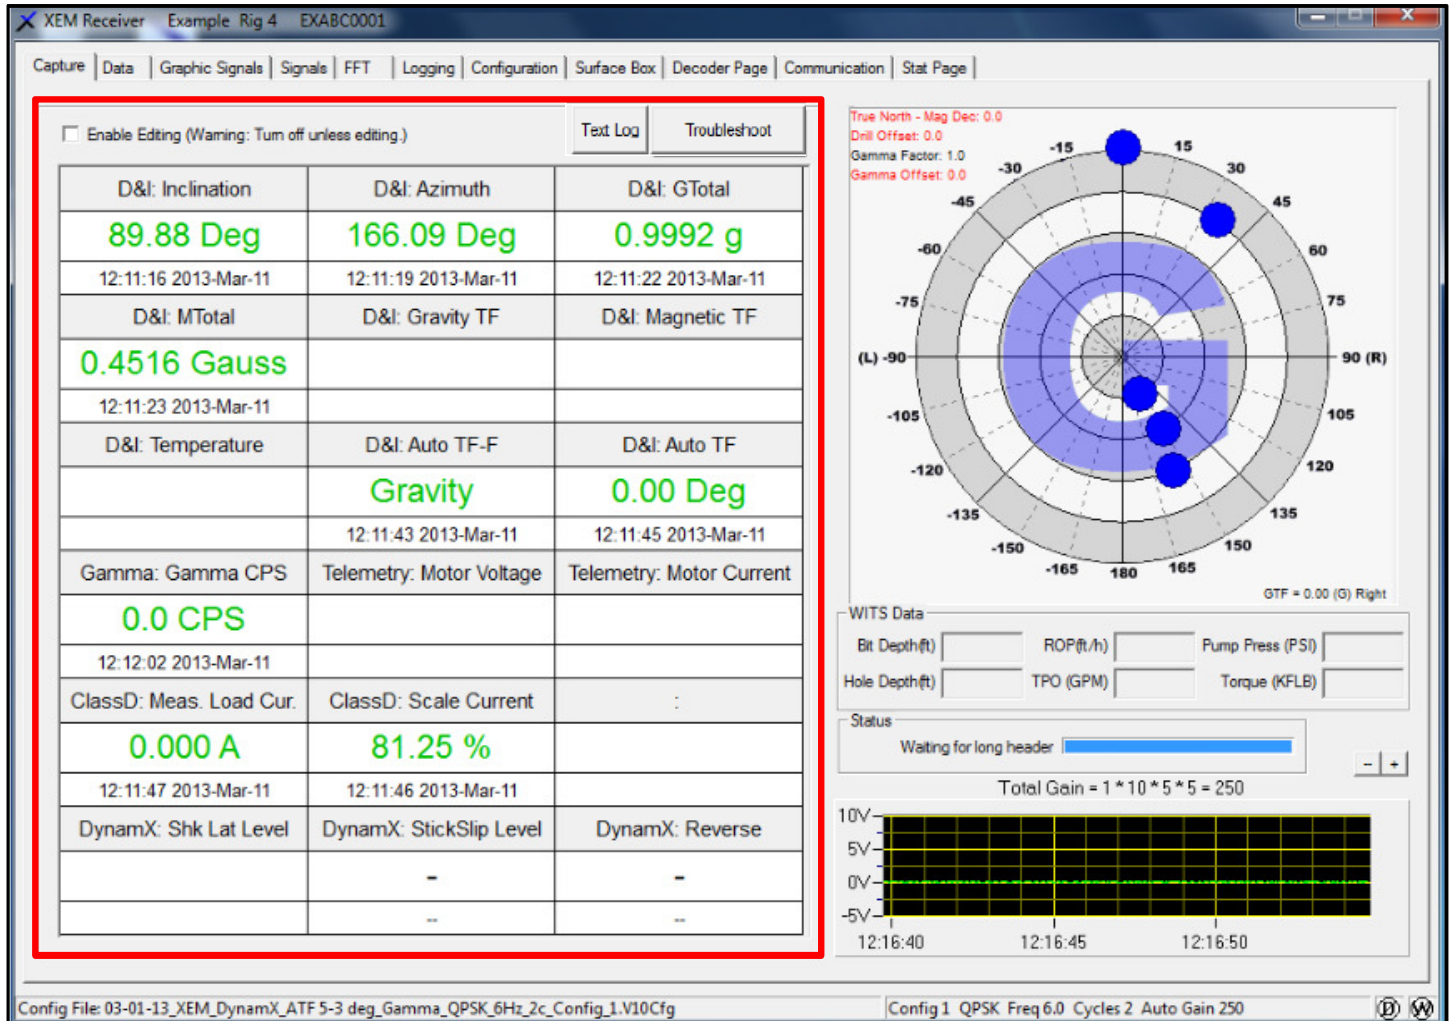 XEM Receiver Example Rig 4 EXABC0001
Capture Data Graphic Signals Signals FFT Logging Configuration Surface Box Decoder Page Communication Stat Page
Enable Editing (Warning: Turn off unless editing.) Text Log Troubleshoot
D&I: Inclination D&I: Azimuth D&I: GTotal
89.88 Deg 166.09 Deg 0.9992 g
12:11:16 2013-Mar-11 12:11:19 2013-Mar-11 12:11:22 2013-Mar-11
D&I: MTotal D&I: Gravity TF D&I: Magnetic TF
0.4516 Gauss
12:11:23 2013-Mar-11
D&I: Temperature D&I: Auto TF-F D&I: Auto TF
Gravity 0.00 Deg
12:11:43 2013-Mar-11 12:11:45 2013-Mar-11
Gamma: Gamma CPS Telemetry: Motor Voltage Telemetry: Motor Current
0.0 CPS
12:12:02 2013-Mar-11
ClassD: Meas. Load Cur. ClassD: Scale Current :
0.000 A 81.25 %
12:11:47 2013-Mar-11 12:11:46 2013-Mar-11
DynamX: Shk Lat Level DynamX: StickSlip Level DynamX: Reverse
- -
-- --
True North - Mag Dec: 0.0
Drill Offset: 0.0
Gamma Factor: 1.0
Gamma Offset: 0.0
-15 15
-30 30
-45 45
-60 60
-75 75
(L) -90 90 (R)
-105 105
-120 120
-135 135
-150 150
-165 180 165
G
GTF = 0.00 (G) Right
WITS Data
Bit Depth(ft) ROP(ft/h) Pump Press (PSI)
Hole Depth(ft) TPO (GPM) Torque (KFLB)
Status
Waiting for long header
- +
Total Gain = 1 * 10 * 5 * 5 = 250
10V
5V
0V
-5V
12:16:40 12:16:45 12:16:50
Config File: 03-01-13_XEM_DynamX_ATF 5-3 deg_Gamma_QPSK_6Hz_2c_Config_1.V10Cfg Config 1 QPSK Freq 6.0 Cycles 2 Auto Gain 250 D W